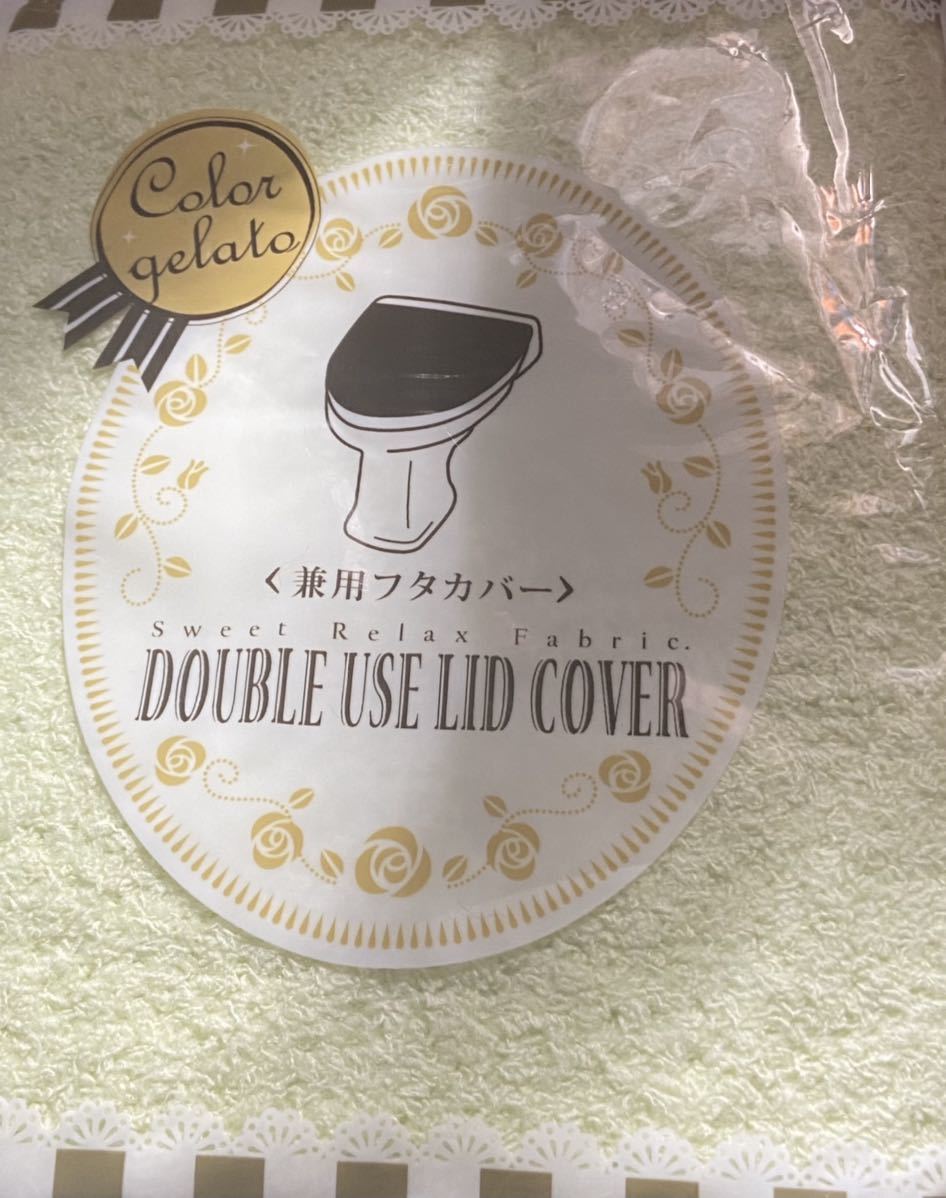 Color
gelato
<兼用フタカバー>
Sweet Relax Fabric.
DOUBLE USE LID COVER